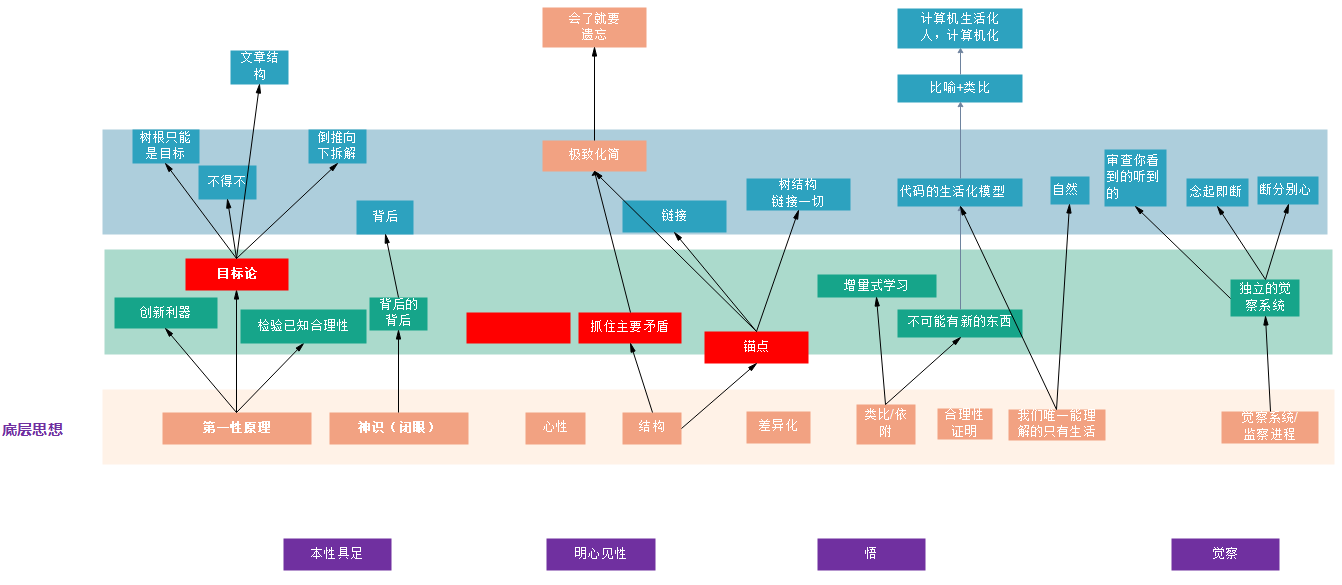 会了就要
遗忘
计算机生活化
人，计算机化
文章结
构
比喻+类比
树根只能
是目标
倒推向
下拆解
不得不
极致化简
审查你看
到的听到
的
树结构
链接一切
代码的生活化模型
自然
念起即断
断分别心
背后
链接
目标论
创新利器
检验已知合理性
背后的
背后
抓住主要矛盾
锚点
增量式学习
不可能有新的东西
独立的觉
察系统
底层思想
第一性原理
神识（闭眼）
心性
结构
差异化
类比/依
附
合理性
证明
我们唯一能理
解的只有生活
觉察系统/
监察进程
本性具足
明心见性
悟
觉察